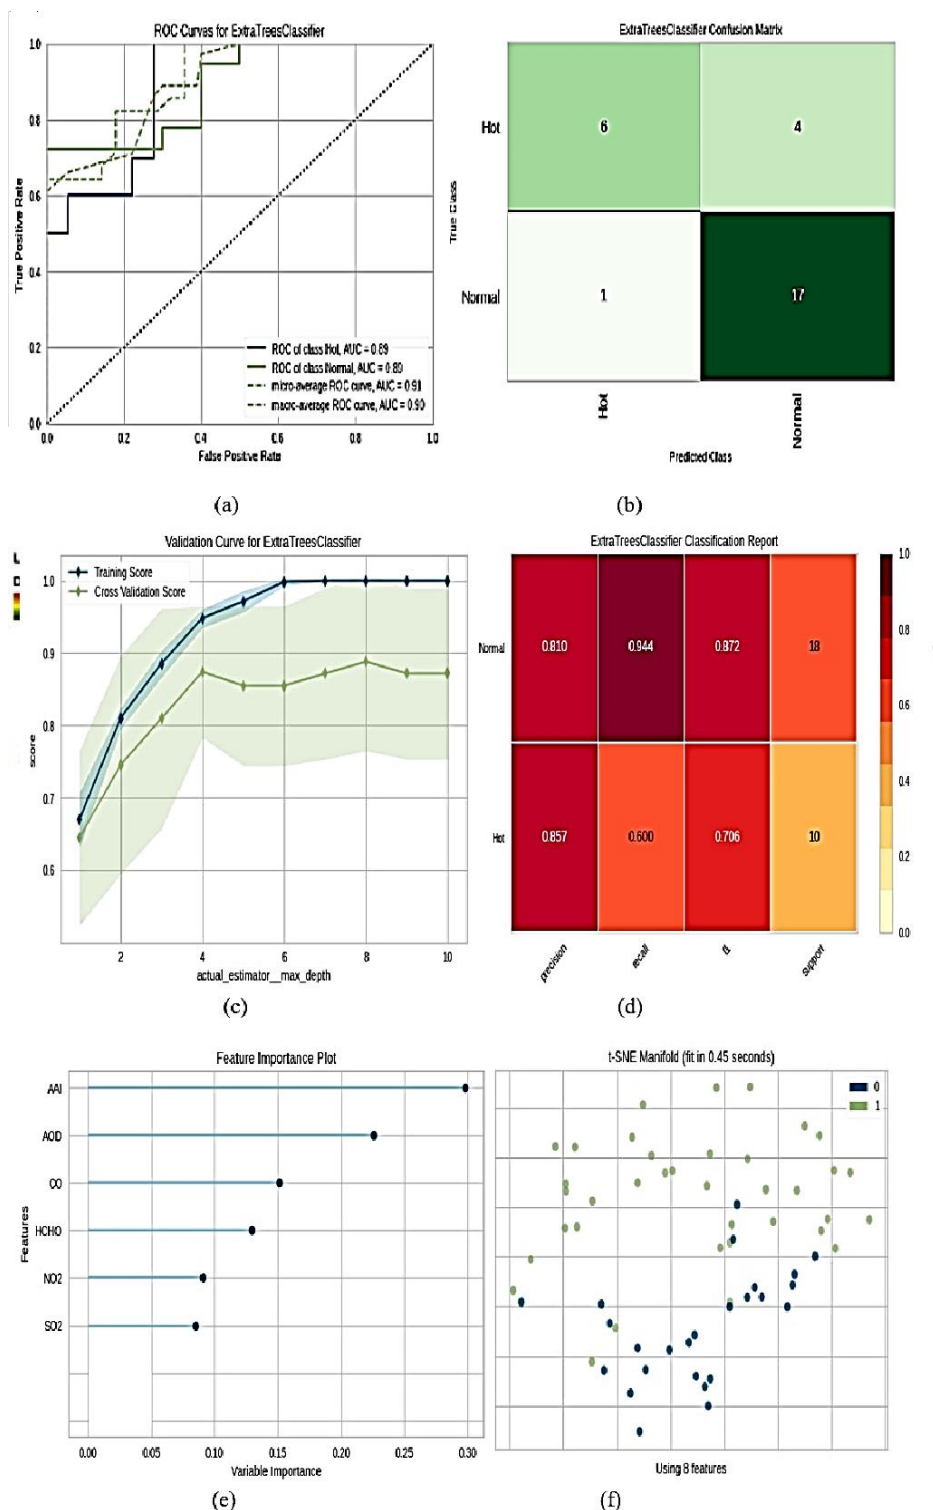 ROC Curves for ExtraTreesClassifier
1.0
0.8
0.6
0.4
0.2
0.0
True Positive Rate
ROC of class Hot, AUC = 0.89
ROC of class Normal, AUC = 0.89
micro-average ROC curve, AUC = 0.91
macro-average ROC curve, AUC = 0.90
0.0 0.2 0.4 0.6 0.8 1.0
False Positive Rate
(a)
ExtraTreesClassifier Confusion Matrix
True Class
Hot 6 4
Normal 1 17
Hot Normal
Predicted Class
(b)
Validation Curve for ExtraTreesClassifier
Training Score
Cross Validation Score
1.0
0.9
0.8
0.7
0.6
score
2 4 6 8 10
actual_estimator__max_depth
(c)
ExtraTreesClassifier Classification Report
Normal 0.810 0.944 0.872 18
Hot 0.857 0.600 0.706 10
precision recall f1 support
1.0
0.8
0.6
0.4
0.2
0.0
(d)
Feature Importance Plot
Features
AAI
AOD
CO
HCHO
NO2
SO2
0.00 0.05 0.10 0.15 0.20 0.25 0.30
Variable Importance
(e)
t-SNE Manifold (fit in 0.45 seconds)
0
1
Using 8 features
(f)